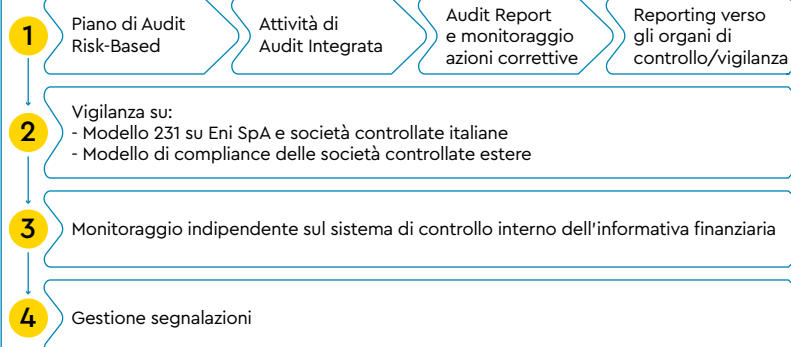 1
Piano di Audit
Risk-Based
Attività di
Audit Integrata
Audit Report
e monitoraggio
azioni correttive
Reporting verso
gli organi di
controllo/vigilanza
2
Vigilanza su:
- Modello 231 su Eni SpA e società controllate italiane
- Modello di compliance delle società controllate estere
3
Monitoraggio indipendente sul sistema di controllo interno dell'informativa finanziaria
4
Gestione segnalazioni